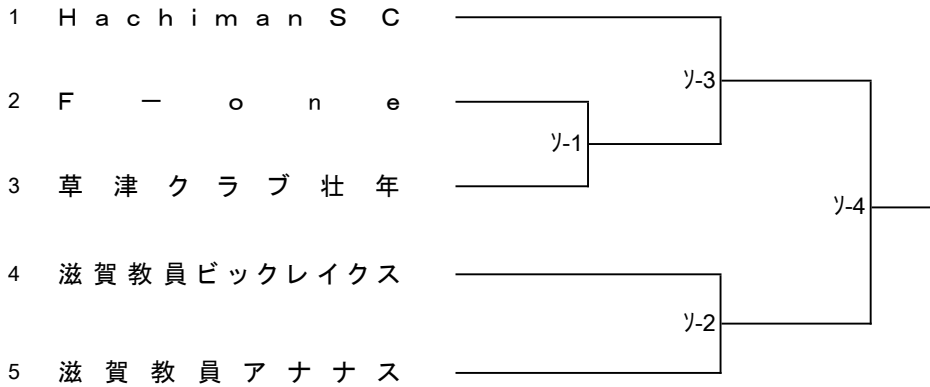 1 HachimanSC
ｿ-3
2 F－one
ｿ-1
3 草津クラブ壮年
ｿ-4
4 滋賀教員ビックレイクス
ｿ-2
5 滋賀教員アナナス